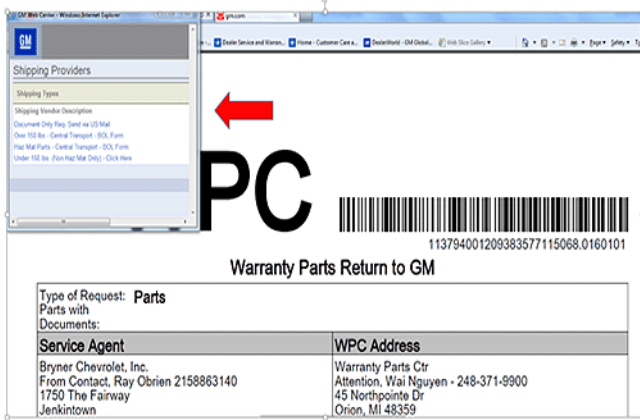 GM Web Center - Windows Internet Explorer
gm.com
GM
Dealer Service and Warran...
Home - Customer Care a...
DealerWorld - GM Global...
Web Slice Gallery
Page
Safety
Shipping Providers
Shipping Types
Shipping Vendor Description
Document Only Req. Send via US Mail
Over 150 lbs - Central Transport - BOL Form
Haz Mat Parts - Central Transport - BOL Form
Under 150 lbs. (Non Haz Mat Only) - Click Here
PC
113794001209383577115068.0160101
Warranty Parts Return to GM
Type of Request: Parts
Parts with
Documents:
Service Agent
WPC Address
Bryner Chevrolet, Inc.
Warranty Parts Ctr
From Contact, Ray Obrien 2158863140
Attention, Wai Nguyen - 248-371-9900
1750 The Fairway
45 Northpointe Dr
Jenkintown
Orion, MI 48359